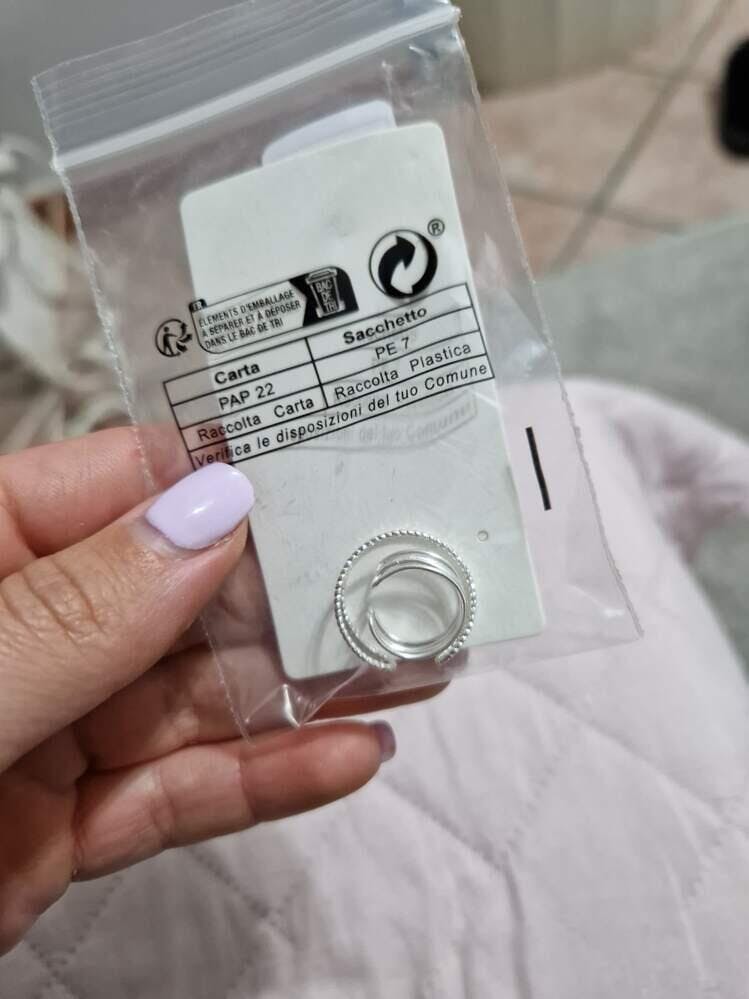 ®
FR
ÉLÉMENTS D'EMBALLAGE
À SÉPARER ET À DÉPOSER
DANS LE BAC DE TRI
BAC
DE
TRI
Carta
Sacchetto
PAP 22
PE 7
Raccolta Carta
Raccolta Plastica
Verifica le disposizioni del tuo Comune